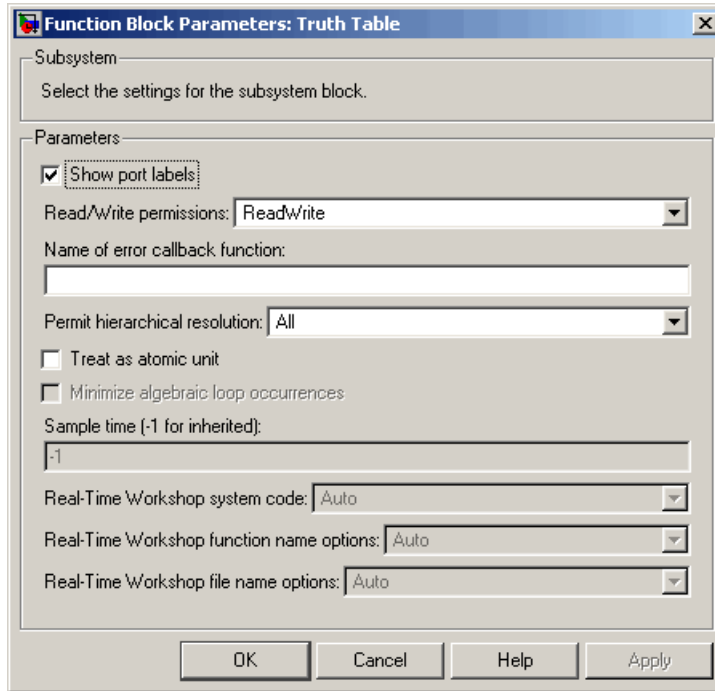 Function Block Parameters: Truth Table
Subsystem
Select the settings for the subsystem block.
Parameters
Show port labels
Read/Write permissions: ReadWrite
Name of error callback function:
Permit hierarchical resolution: All
Treat as atomic unit
Minimize algebraic loop occurrences
Sample time (-1 for inherited):
-1
Real-Time Workshop system code: Auto
Real-Time Workshop function name options: Auto
Real-Time Workshop file name options: Auto
OK Cancel Help Apply